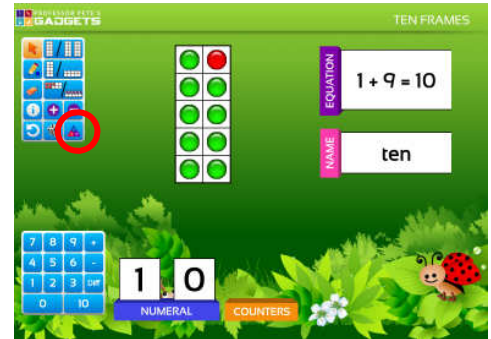 PROFESSOR PETE'S
GADGETS
TEN FRAMES
EQUATION
1 + 9 = 10
NAME
ten
7 8 9 +
4 5 6 -
1 2 3 Diff
0 10
1 0
NUMERAL
COUNTERS